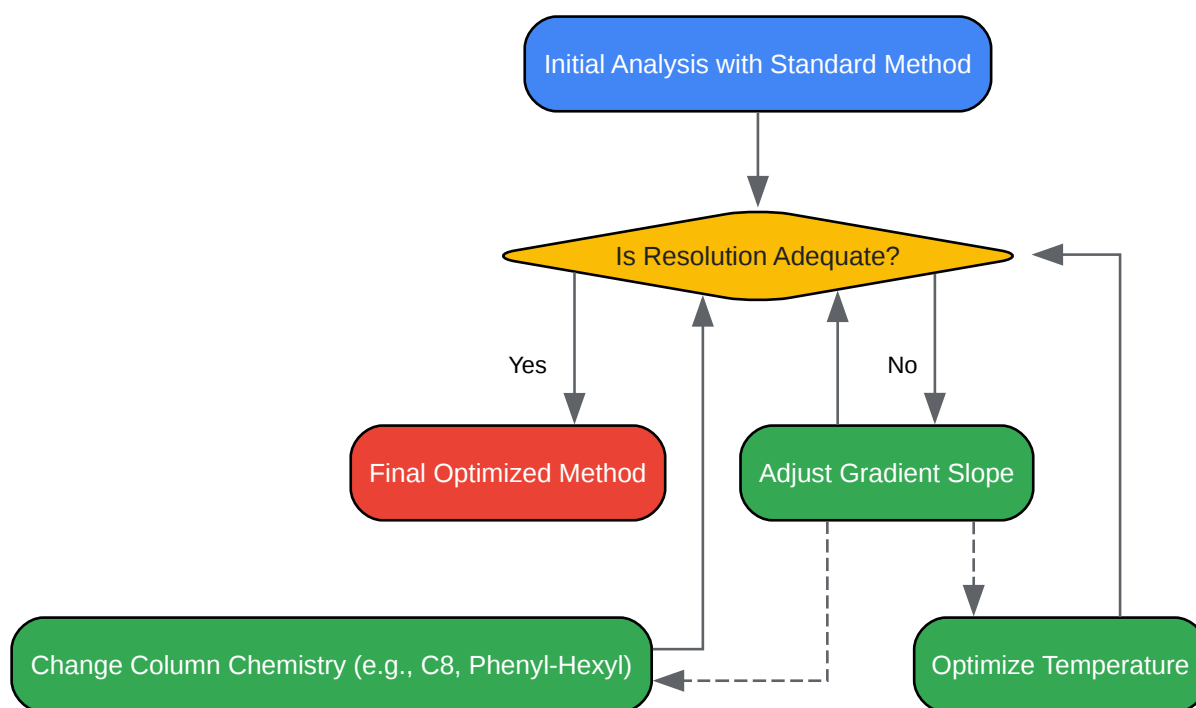 Initial Analysis with Standard Method
Is Resolution Adequate?
Yes
No
Final Optimized Method
Adjust Gradient Slope
Change Column Chemistry (e.g., C8, Phenyl-Hexyl)
Optimize Temperature